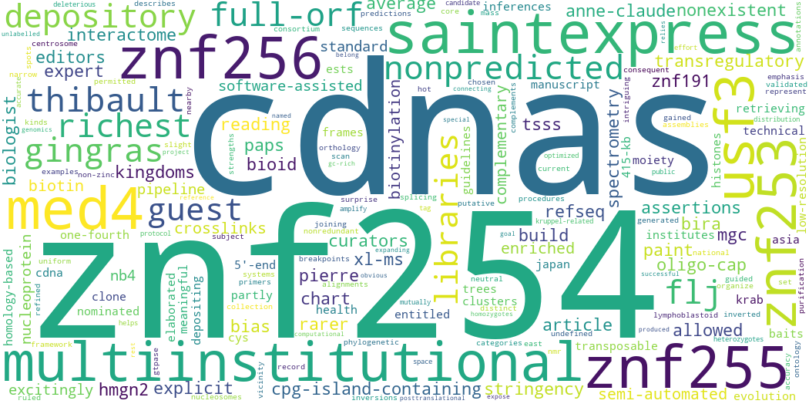 deleterious candidate mass average inferences anne-claude nonexistent
unlabelled predictions core relies
depository full-orf saintexpress
interactome consortium sequences effort
centrosome znf256 standard belong nonpredicted transregulatory emphasis
editors expert ests validated
permitted software-assisted hot manuscript consequent znf191 represent
thibault nearby tsss chosen connecting intriguing retrieving
biologist richest reading frames biotinylation cdnas special complements spectrometry gained assemblies distribution
kinds strengths paps scan guidelines complementary 415-kb technical
genomics slight project gingras bioid orthology moiety histones usf3
examples non-zinc kingdoms gc-rich optimized current public low-resolution
biotin pipeline libraries procedures splicing refseq assertions
med4 guest putative bira
one-fourth crosslinks surprise joining amplify tag kruppel-related build mgc asia
uniform curators nonredundant generated institutes national paint
homology-based nucleoprotein cdna 5'-end xl-ms enriched goal expanding japan oligo-cap znf253
nb4 primers pierre breakpoints obvious trees neutral guided organize
refined clone protocol subject systems alignments clusters distinct successful krab set
nominated partly collection chart health mutually flj baits
elaborated meaningful depositing bias computational rarer entitled article lymphoblastoid inverted
framework helps cys phylogenetic categories east undefined allowed transposable heterozygotes homozygotes purification
znf254 multiinstitutional produced znf255
gtpase record space nmr
excitingly hmgn2 explicit vicinity cpg-island-containing stringency semi-automated evolution accuracy ontology
ruled nucleosomes inversions posttranslational expose